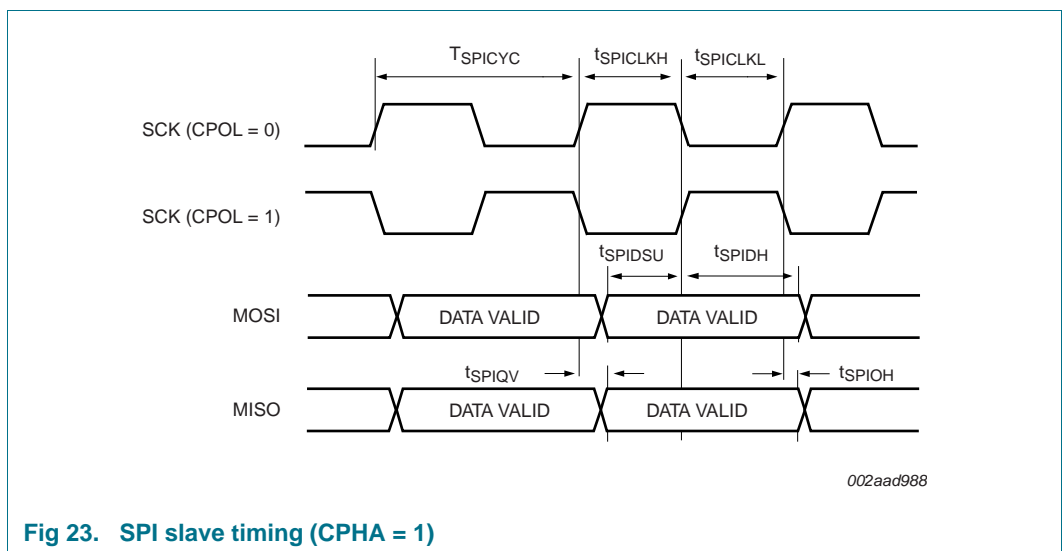 TSPICYC tSPICLKH tSPICLKL
SCK (CPOL = 0)
SCK (CPOL = 1)
tSPIDSU tSPIDH
MOSI DATA VALID DATA VALID
tSPIQV tSPIOH
MISO DATA VALID DATA VALID
002aad988
Fig 23. SPI slave timing (CPHA = 1)